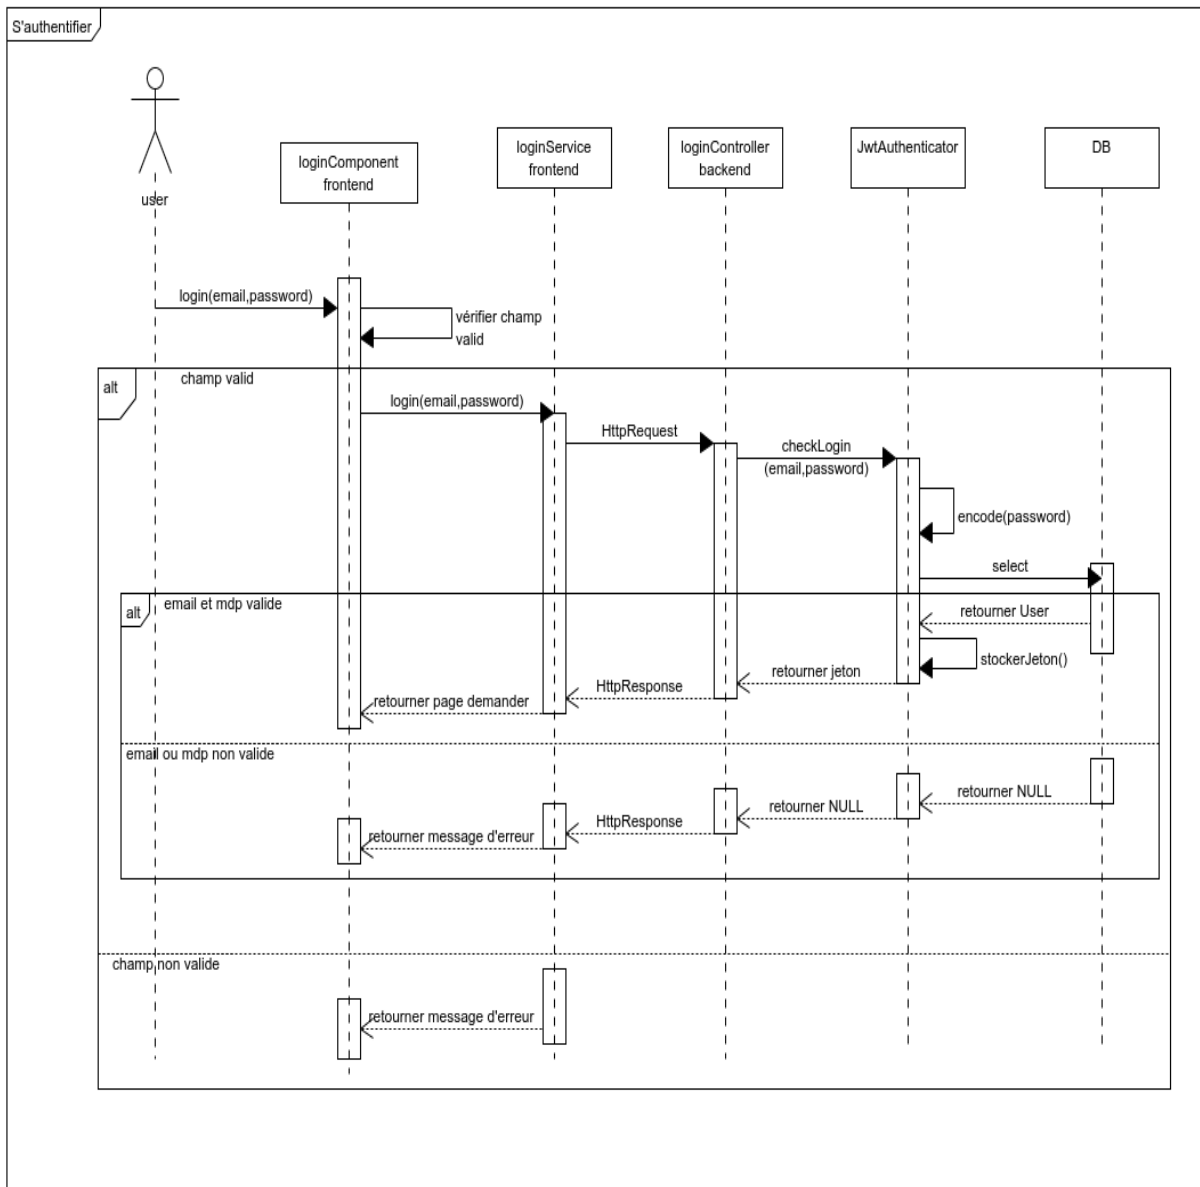 S'authentifier
user
loginComponent
frontend
loginService
frontend
loginController
backend
JwtAuthenticator
DB
login(email,password)
vérifier champ
valid
alt
champ valid
login(email,password)
HttpRequest
checkLogin
(email,password)
encode(password)
select
alt
email et mdp valide
retourner User
stockerJeton()
retourner jeton
HttpResponse
retourner page demander
email ou mdp non valide
retourner NULL
retourner NULL
HttpResponse
retourner message d'erreur
champ non valide
retourner message d'erreur